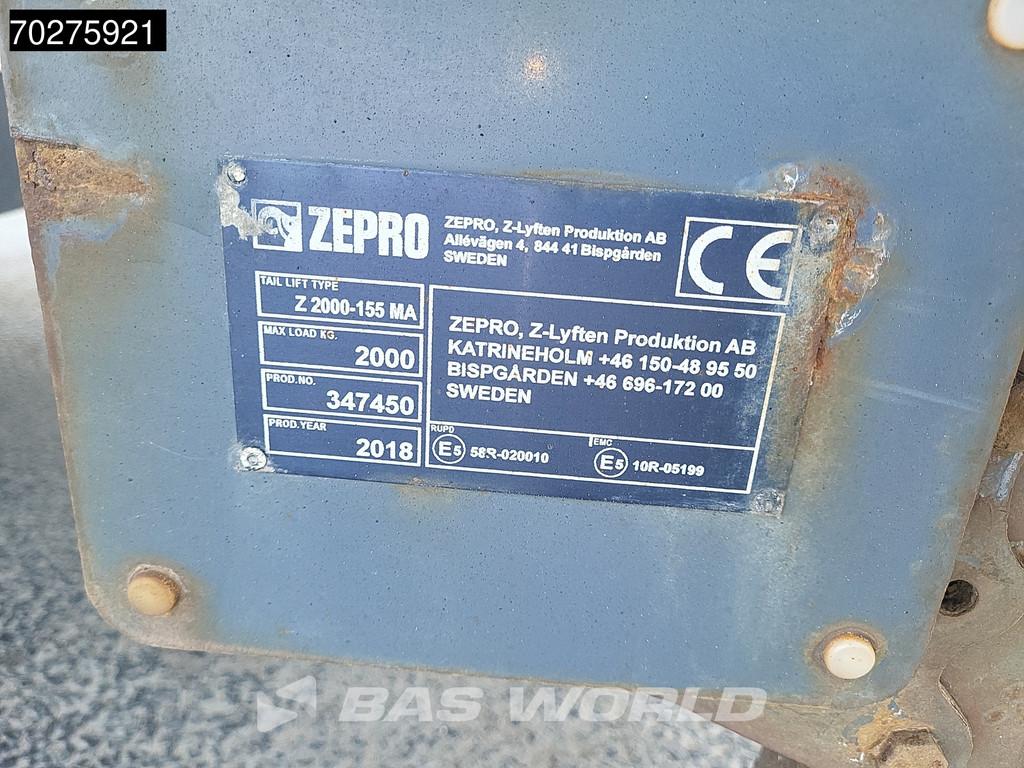 70275921
ZEPRO
ZEPRO, Z-Lyften Produktion AB
Allévägen 4, 844 41 Bispgården
SWEDEN
CE
TAIL LIFT TYPE
Z 2000-155 MA
MAX LOAD KG.
2000
PROD.NO.
347450
PROD.YEAR
2018
ZEPRO, Z-Lyften Produktion AB
KATRINEHOLM +46 150-48 95 50
BISPGÅRDEN +46 696-172 00
SWEDEN
RUPD
E5 58R-020010
EMC
E5 10R-05199
BAS WORLD